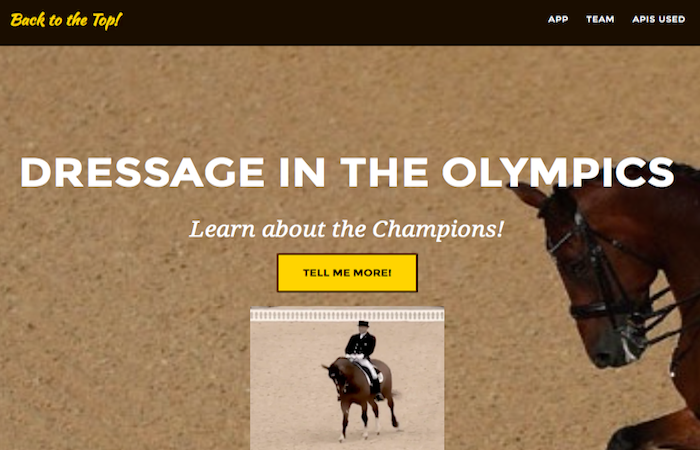 Back to the Top!
APP TEAM APIS USED
DRESSAGE IN THE OLYMPICS
Learn about the Champions!
TELL ME MORE!